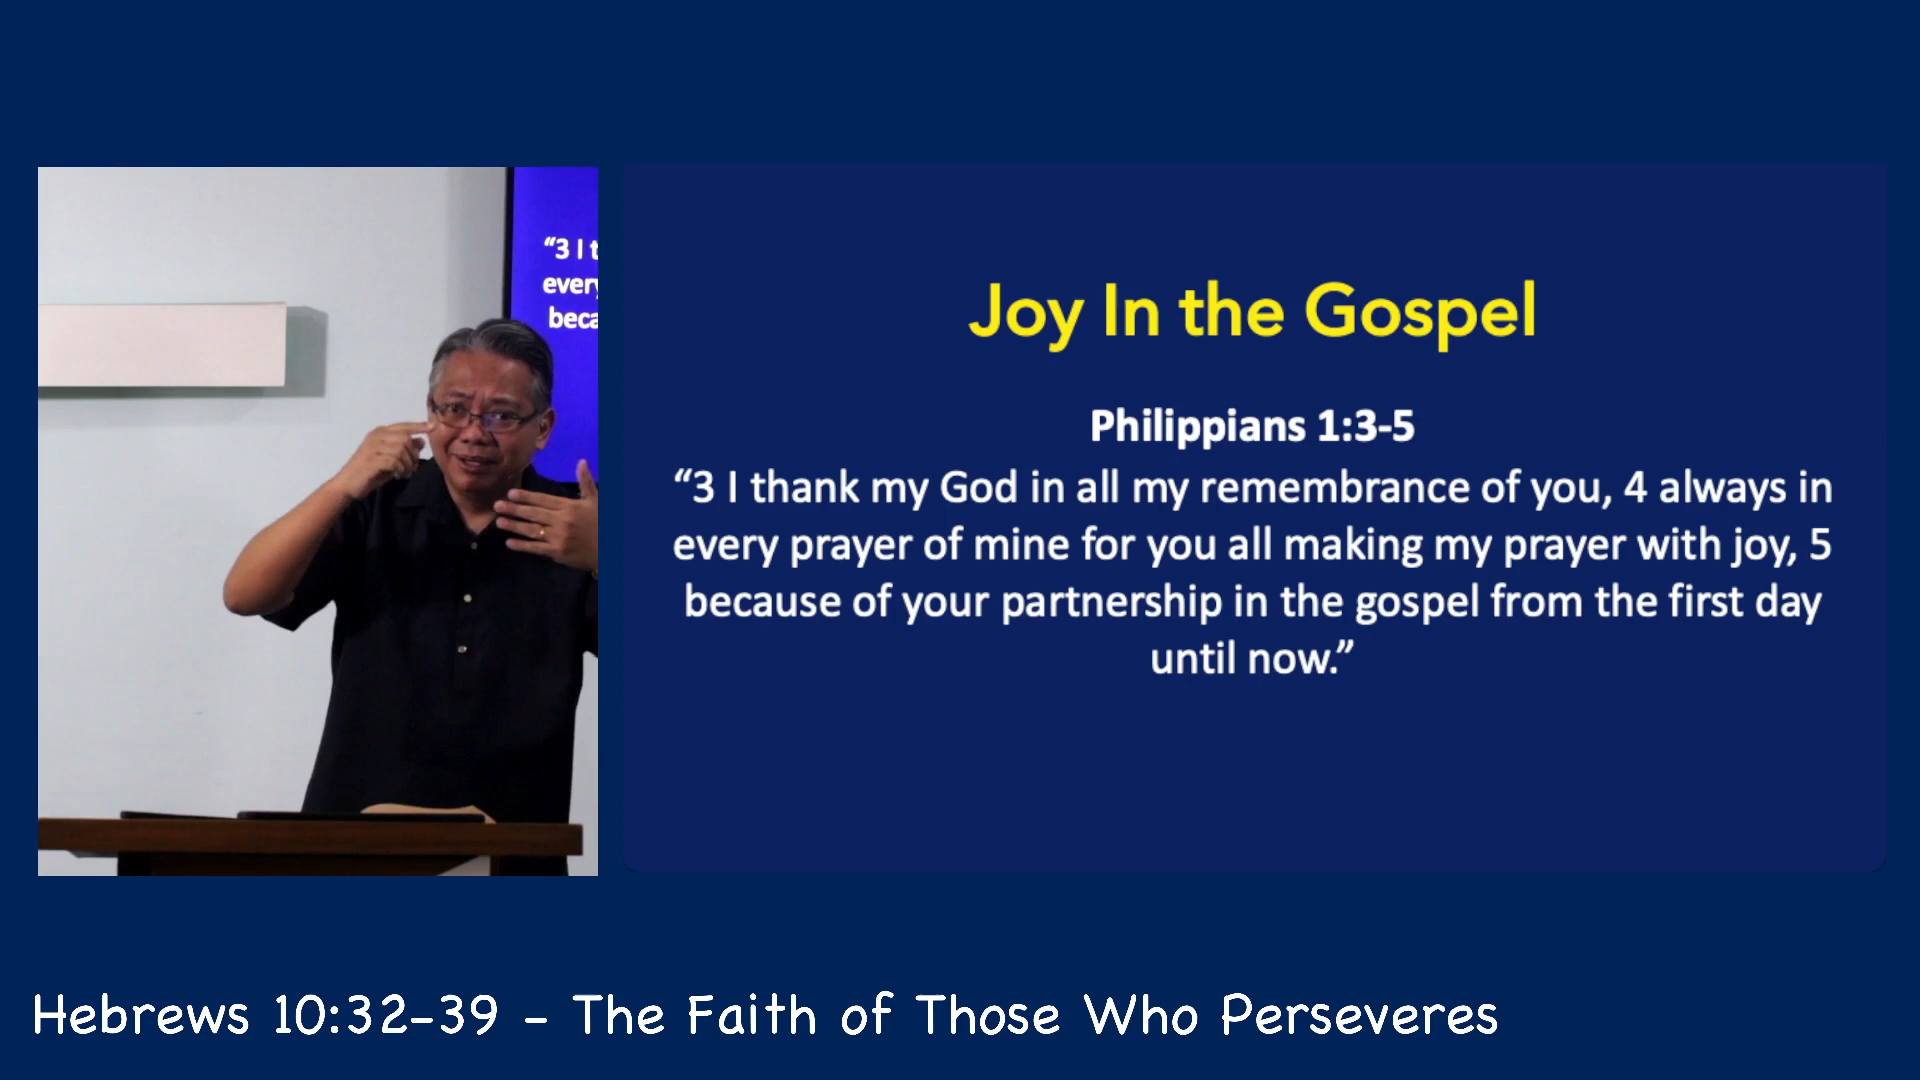 “3 I t
every
beca
Joy In the Gospel
Philippians 1:3-5
“3 I thank my God in all my remembrance of you, 4 always in
every prayer of mine for you all making my prayer with joy, 5
because of your partnership in the gospel from the first day
until now.”
Hebrews 10:32-39 - The Faith of Those Who Perseveres